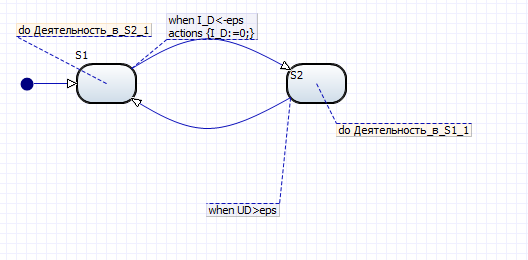 do Деятельность_в_S2_1
when I_D<-eps
actions {I_D:=0;}
S1
S2
do Деятельность_в_S1_1
when UD>eps